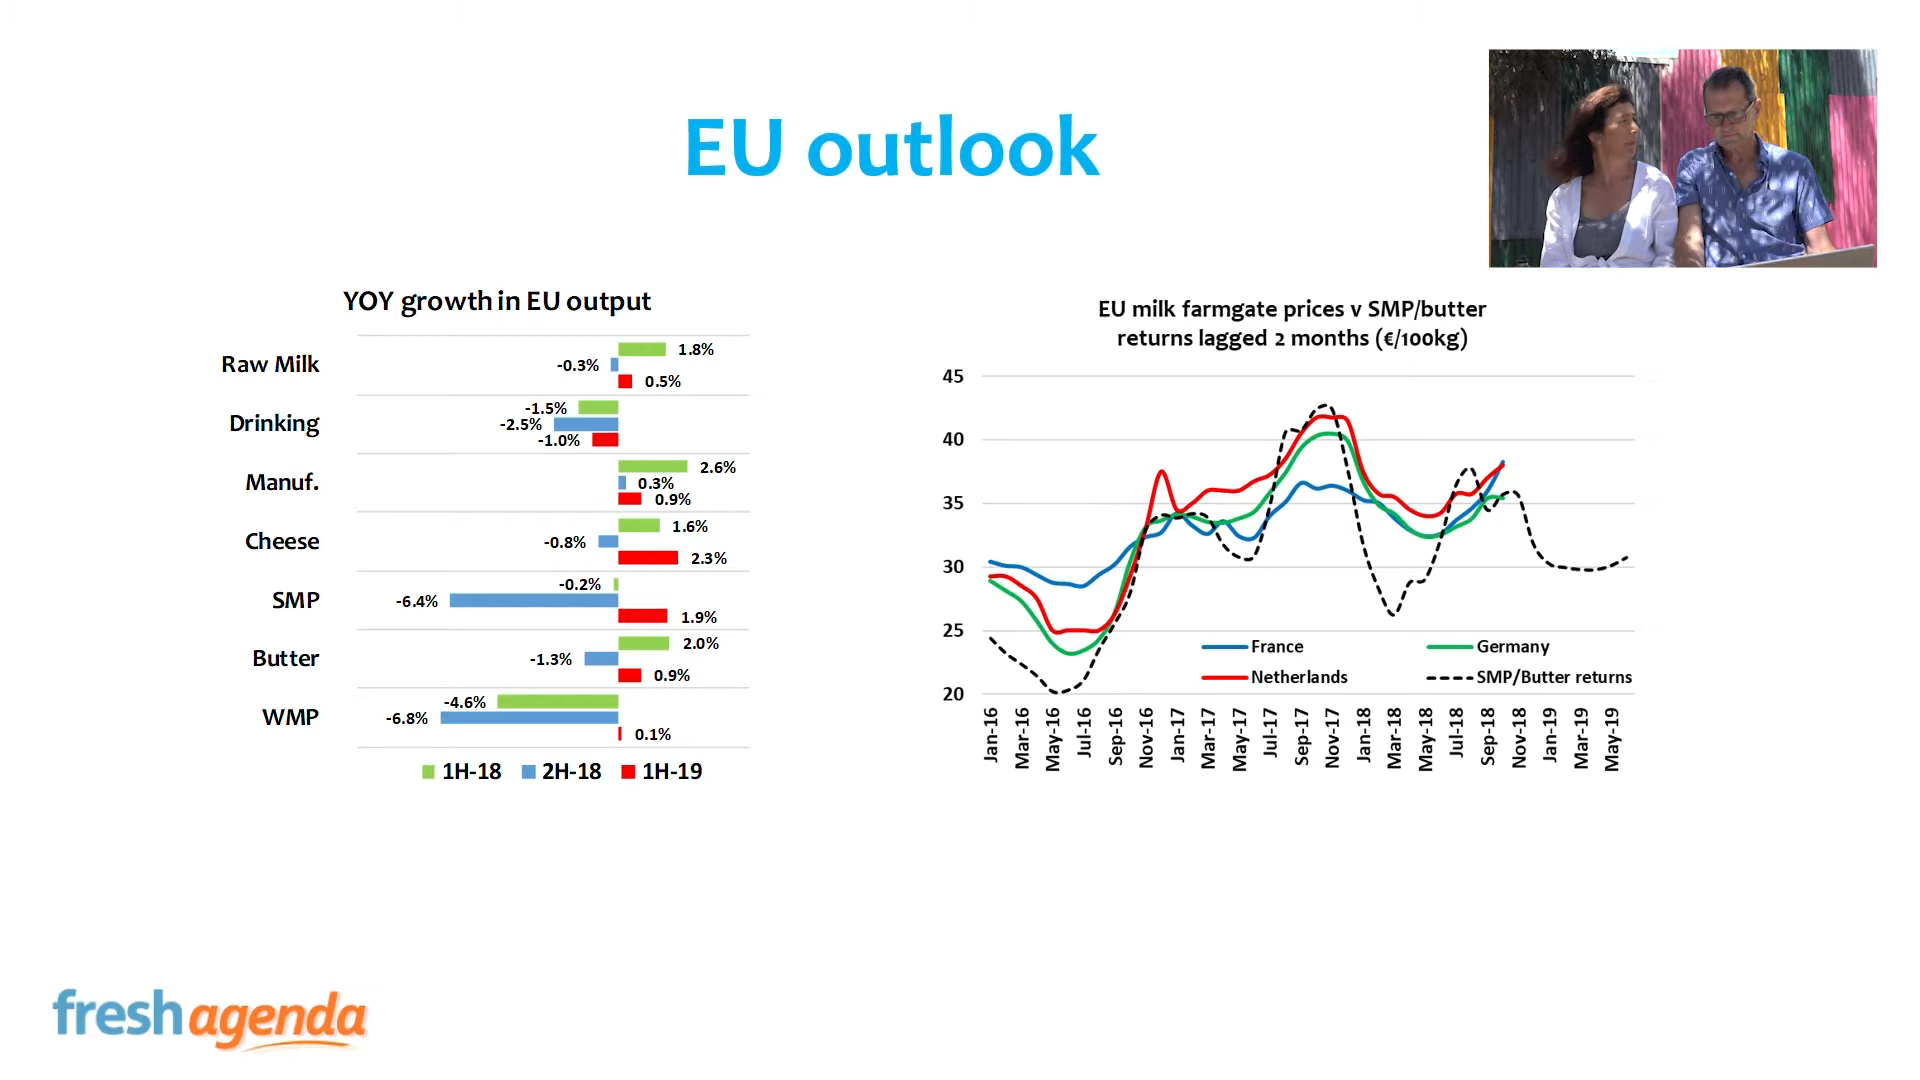 EU outlook
YOY growth in EU output
Raw Milk
1.8%
-0.3%
0.5%
Drinking
-1.5%
-2.5%
-1.0%
Manuf.
2.6%
0.3%
0.9%
Cheese
1.6%
-0.8%
2.3%
SMP
-0.2%
-6.4%
1.9%
Butter
2.0%
-1.3%
0.9%
WMP
-4.6%
-6.8%
0.1%
1H-18 2H-18 1H-19
EU milk farmgate prices v SMP/butter
returns lagged 2 months (€/100kg)
45
40
35
30
25
20
France Germany
Netherlands SMP/Butter returns
Jan-16 Mar-16 May-16 Jul-16 Sep-16 Nov-16 Jan-17 Mar-17 May-17 Jul-17 Sep-17 Nov-17 Jan-18 Mar-18 May-18 Jul-18 Sep-18 Nov-18 Jan-19 Mar-19 May-19
fresh agenda